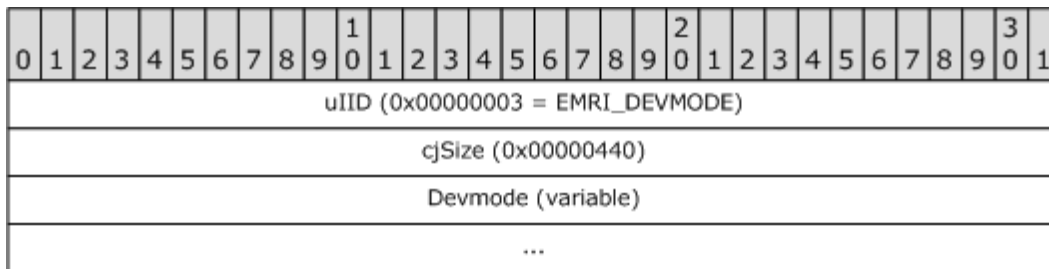 1 2 3
0 1 2 3 4 5 6 7 8 9 0 1 2 3 4 5 6 7 8 9 0 1 2 3 4 5 6 7 8 9 0 1
uIID (0x00000003 = EMRI_DEVMODE)
cjSize (0x00000440)
Devmode (variable)
...